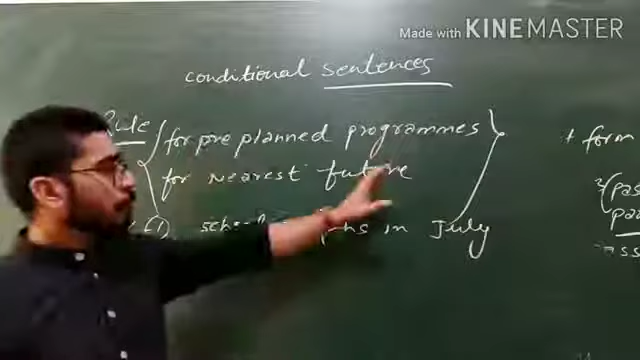 Made with KINEMASTER
conditional sentences
Rule for pre planned programmes
for nearest future
(1) in July
+ form